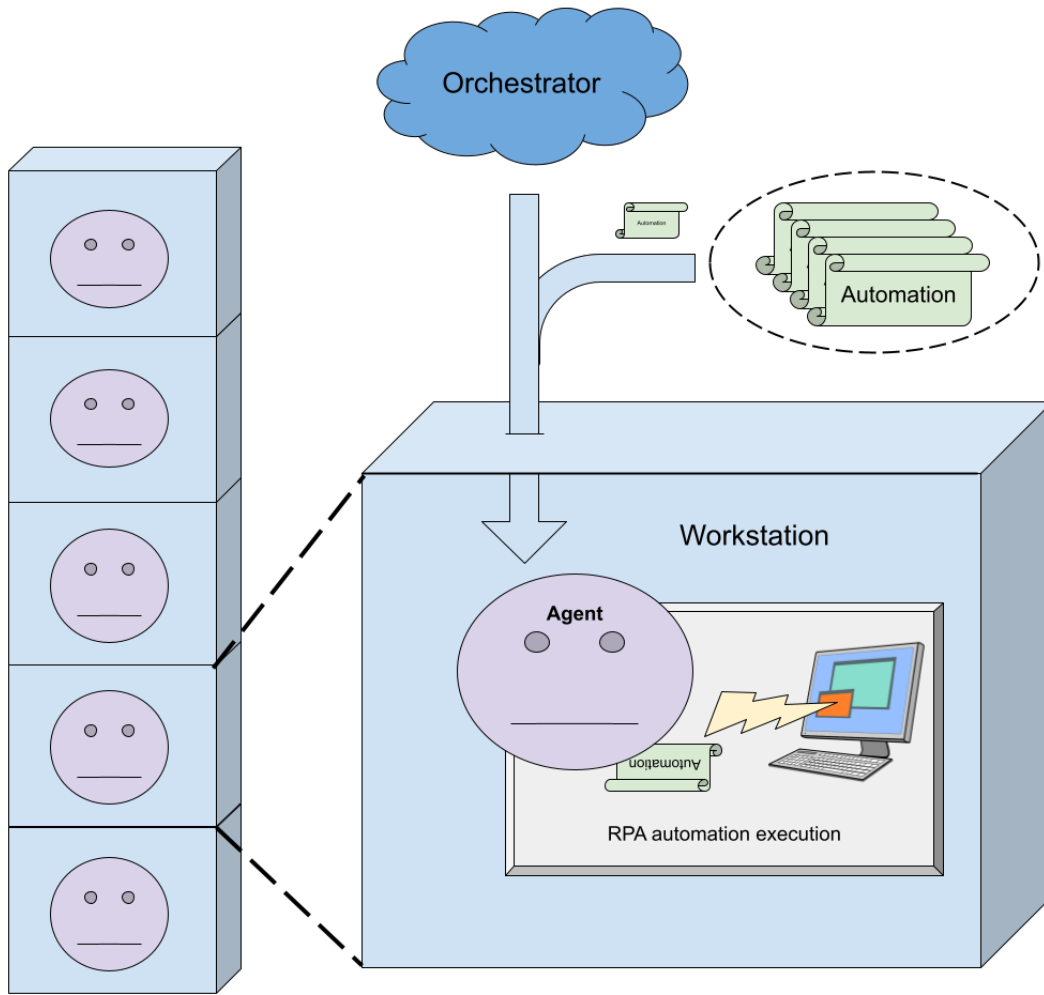 Orchestrator
Automation
Automation
Workstation
Agent
Automation
RPA automation execution